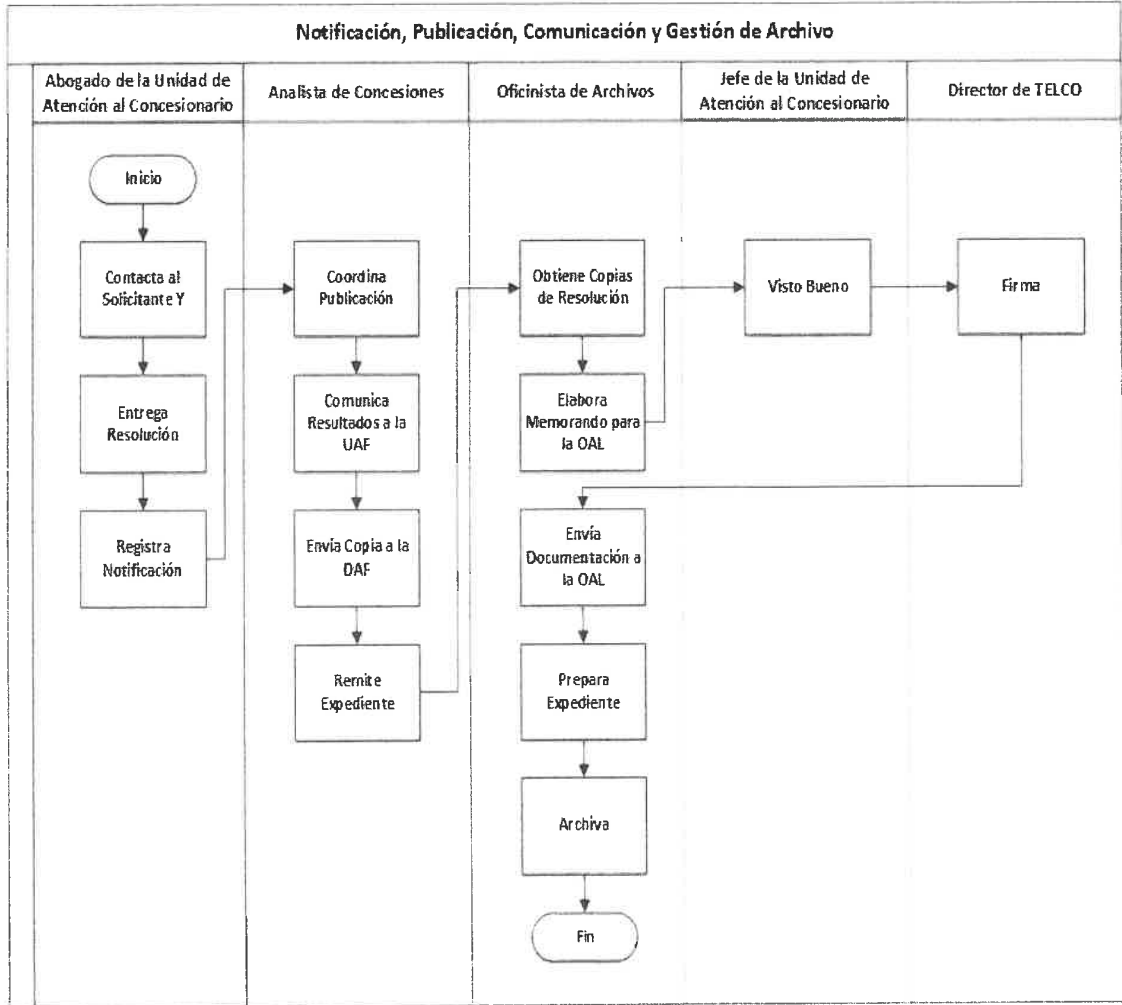 Notificación, Publicación, Comunicación y Gestión de Archivo
Abogado de la Unidad de
Atención al Concesionario
Analista de Concesiones
Oficinista de Archivos
Jefe de la Unidad de
Atención al Concesionario
Director de TELCO
Inicio
Contacta al
Solicitante Y
Entrega
Resolución
Registra
Notificación
Coordina
Publicación
Comunica
Resultados a la
UAF
Envía Copia a la
DAF
Remite
Expediente
Obtiene Copias
de Resolución
Elabora
Memorando para
la OAL
Visto Bueno
Firma
Envía
Documentación a
la OAL
Prepara
Expediente
Archiva
Fin